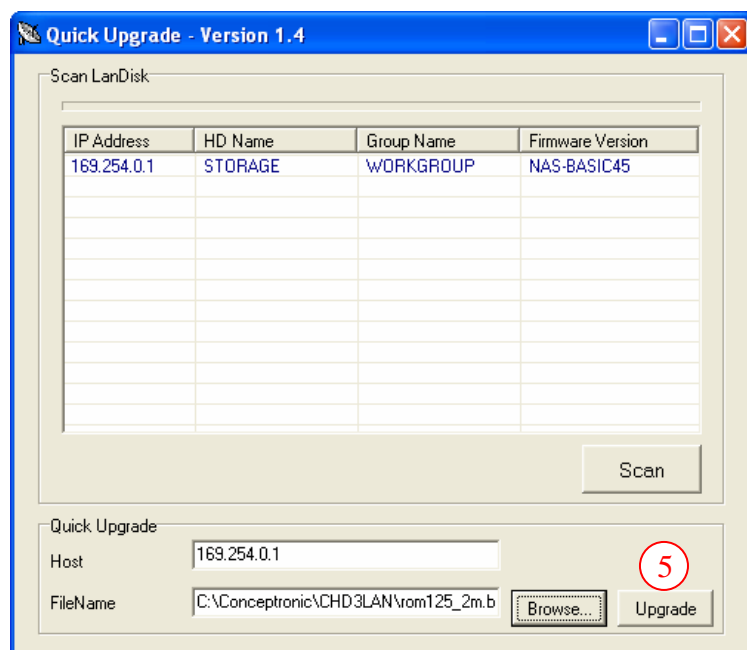 Quick Upgrade - Version 1.4
Scan LanDisk
IP Address HD Name Group Name Firmware Version
169.254.0.1 STORAGE WORKGROUP NAS-BASIC45
Scan
Quick Upgrade
Host 169.254.0.1
5
FileName C:\Conceptronic\CHD3LAN\rom125_2m.b Browse... Upgrade